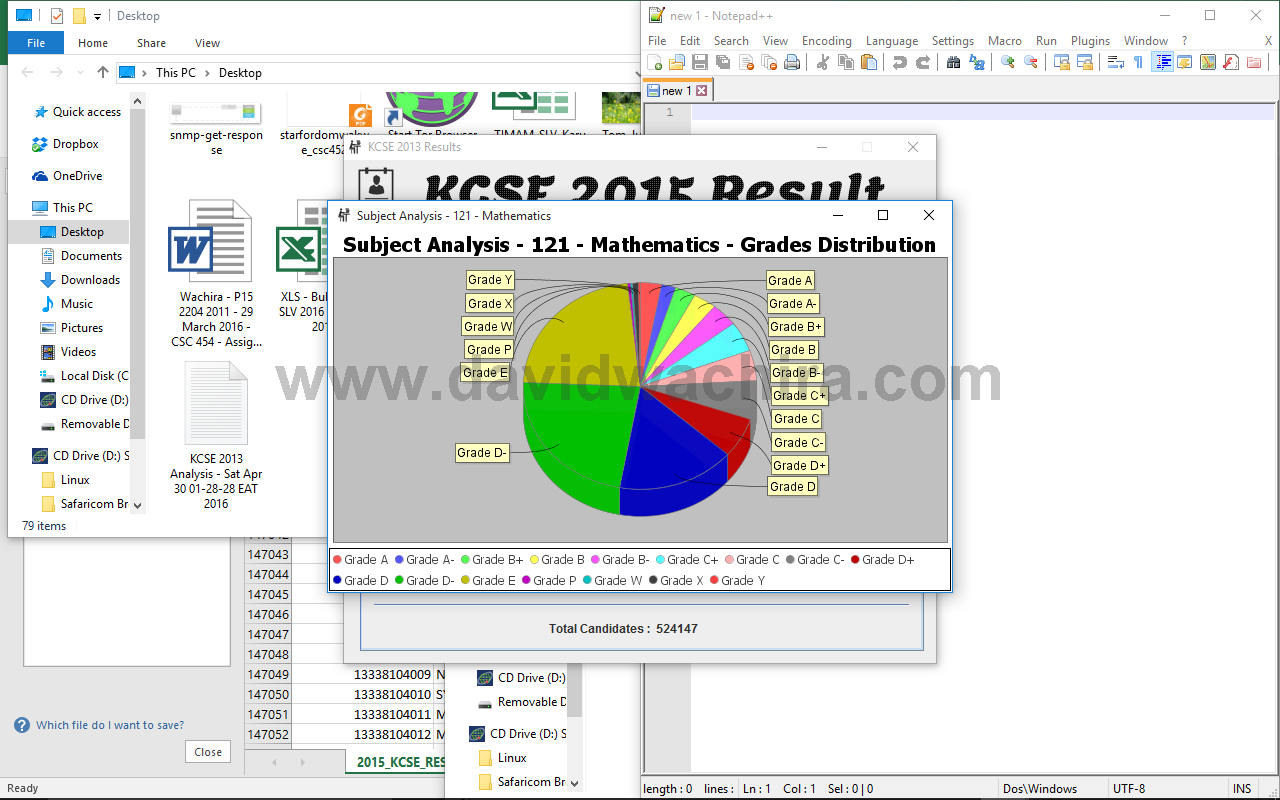 Desktop
File Home Share View
This PC Desktop
Quick access
Dropbox
OneDrive
This PC
Desktop
Documents
Downloads
Music
Pictures
Videos
Local Disk (C
CD Drive (D:)
Removable D
CD Drive (D:) S
Linux
Safaricom Br
79 items
snmp-get-respon
se
Start Tor Browser
Wachira - P15
2204 2011 - 29
March 2016 -
CSC 454 - Assig...
XLS - Bul
SLV 2016
KCSE 2013
Analysis - Sat Apr
30 01-28-28 EAT
2016
new 1 - Notepad++
File Edit Search View Encoding Language Settings Macro Run Plugins Window ? X
new 1
1
KCSE 2013 Results
KCSE 2015 Result
Subject Analysis - 121 - Mathematics
Subject Analysis - 121 - Mathematics - Grades Distribution
Grade Y
Grade X
Grade W
Grade P
Grade E
Grade D-
Grade A
Grade A-
Grade B+
Grade B
Grade B-
Grade C+
Grade C
Grade C-
Grade D+
Grade D
www.davidwachira.com
Grade A Grade A- Grade B+ Grade B Grade B- Grade C+ Grade C Grade C- Grade D+
Grade D Grade D- Grade E Grade P Grade W Grade X Grade Y
Total Candidates : 524147
147043
147044
147045
147046
147047
147048
147049 13338104009 N
147050 13338104010 S
147051 13338104011 M
147052 13338104012 M
2015_KCSE_RES
Which file do I want to save?
Close
Ready
CD Drive (D:)
Removable D
CD Drive (D:) S
Linux
Safaricom Br
length : 0 lines : Ln : 1 Col : 1 Sel : 0 | 0 Dos\Windows UTF-8 INS